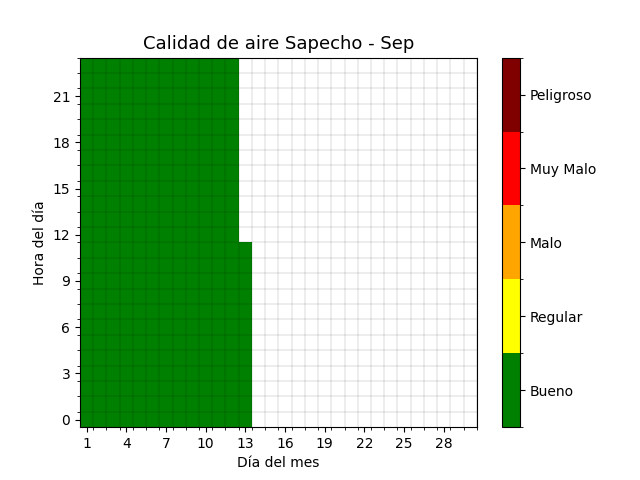 Calidad de aire Sapecho - Sep
Hora del día
21
18
15
12
9
6
3
0
1 4 7 10 13 16 19 22 25 28
Día del mes
Peligroso
Muy Malo
Malo
Regular
Bueno